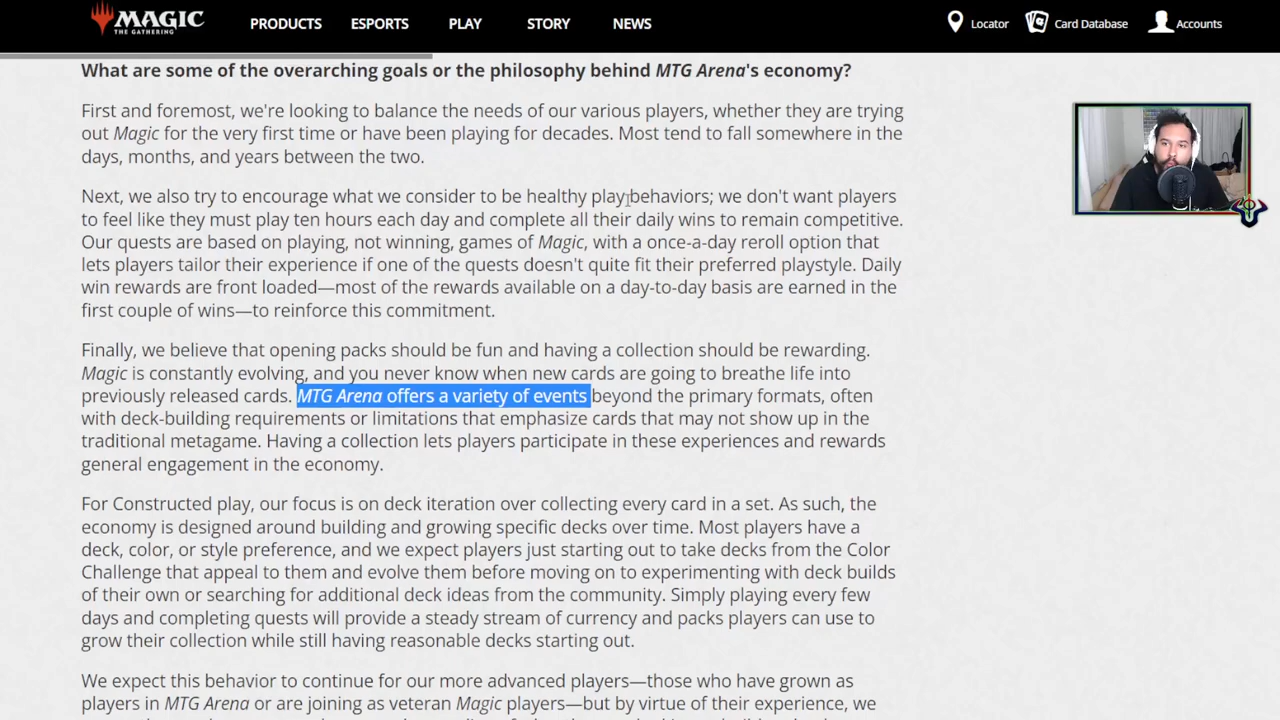 MAGIC
THE GATHERING
PRODUCTS
ESPORTS
PLAY
STORY
NEWS
Locator
Card Database
Accounts
What are some of the overarching goals or the philosophy behind MTG Arena's economy?
First and foremost, we're looking to balance the needs of our various players, whether they are trying
out Magic for the very first time or have been playing for decades. Most tend to fall somewhere in the
days, months, and years between the two.
Next, we also try to encourage what we consider to be healthy play behaviors; we don't want players
to feel like they must play ten hours each day and complete all their daily wins to remain competitive.
Our quests are based on playing, not winning, games of Magic, with a once-a-day reroll option that
lets players tailor their experience if one of the quests doesn't quite fit their preferred playstyle. Daily
win rewards are front loaded—most of the rewards available on a day-to-day basis are earned in the
first couple of wins—to reinforce this commitment.
Finally, we believe that opening packs should be fun and having a collection should be rewarding.
Magic is constantly evolving, and you never know when new cards are going to breathe life into
previously released cards. MTG Arena offers a variety of events beyond the primary formats, often
with deck-building requirements or limitations that emphasize cards that may not show up in the
traditional metagame. Having a collection lets players participate in these experiences and rewards
general engagement in the economy.
For Constructed play, our focus is on deck iteration over collecting every card in a set. As such, the
economy is designed around building and growing specific decks over time. Most players have a
deck, color, or style preference, and we expect players just starting out to take decks from the Color
Challenge that appeal to them and evolve them before moving on to experimenting with deck builds
of their own or searching for additional deck ideas from the community. Simply playing every few
days and completing quests will provide a steady stream of currency and packs players can use to
grow their collection while still having reasonable decks starting out.
We expect this behavior to continue for our more advanced players—those who have grown as
players in MTG Arena or are joining as veteran Magic players—but by virtue of their experience, we